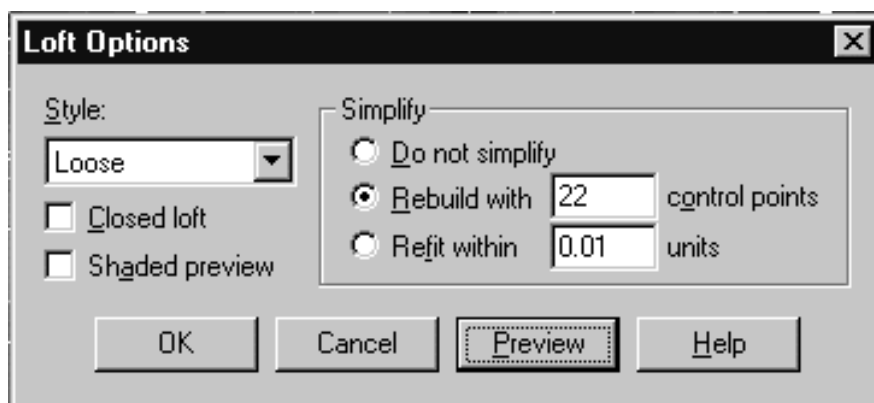 Loft Options
Style:
Loose
Closed loft
Shaded preview
Simplify
Do not simplify
Rebuild with 22 control points
Refit within 0.01 units
OK Cancel Preview Help